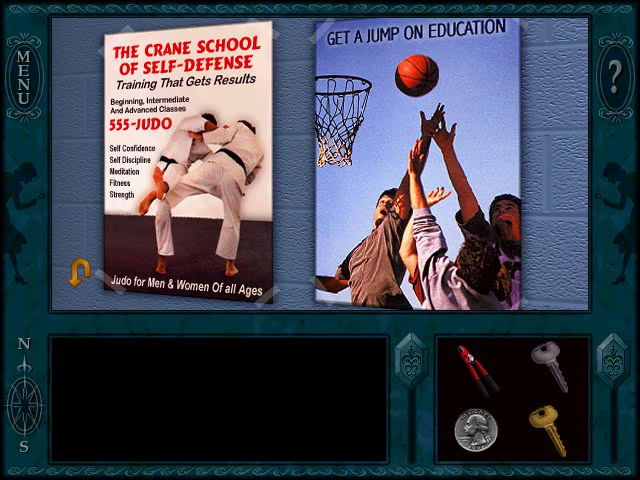 MENU
THE CRANE SCHOOL
OF SELF-DEFENSE
Training That Gets Results
Beginning, Intermediate
And Advanced Classes
555-JUDO
Self Confidence
Self Discipline
Meditation
Fitness
Strength
Judo for Men & Women Of all Ages
GET A JUMP ON EDUCATION
?
N
S